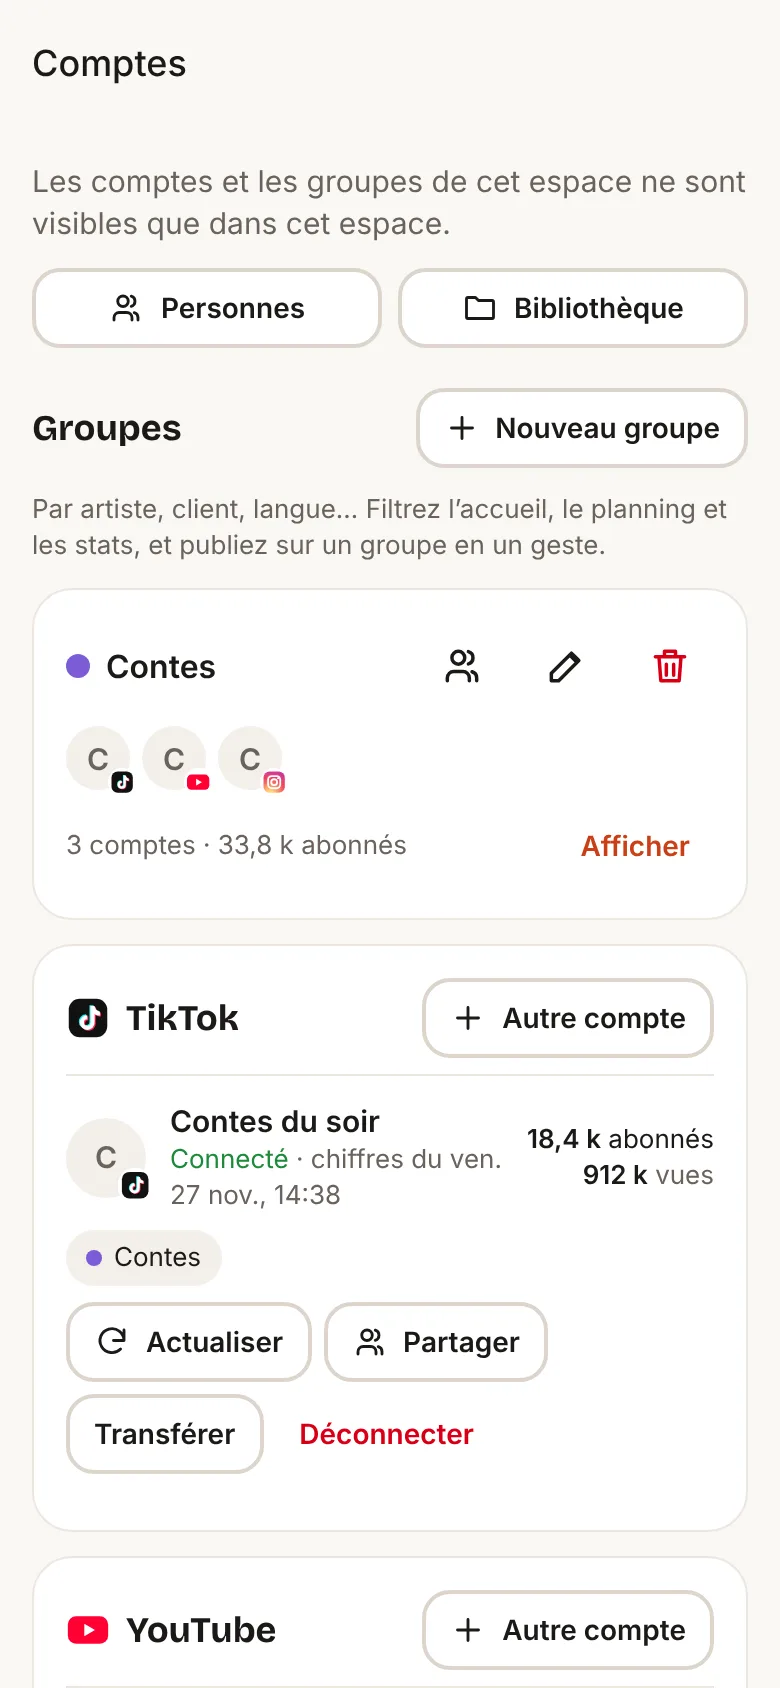 Comptes
Les comptes et les groupes de cet espace ne sont
visibles que dans cet espace.
Personnes
Bibliothèque
Groupes
Nouveau groupe
Par artiste, client, langue… Filtrez l’accueil, le planning et
les stats, et publiez sur un groupe en un geste.
Contes
C
C
C
3 comptes · 33,8 k abonnés
Afficher
TikTok
Autre compte
C
Contes du soir
Connecté · chiffres du ven.
27 nov., 14:38
18,4 k abonnés
912 k vues
Contes
Actualiser
Partager
Transférer
Déconnecter
YouTube
Autre compte